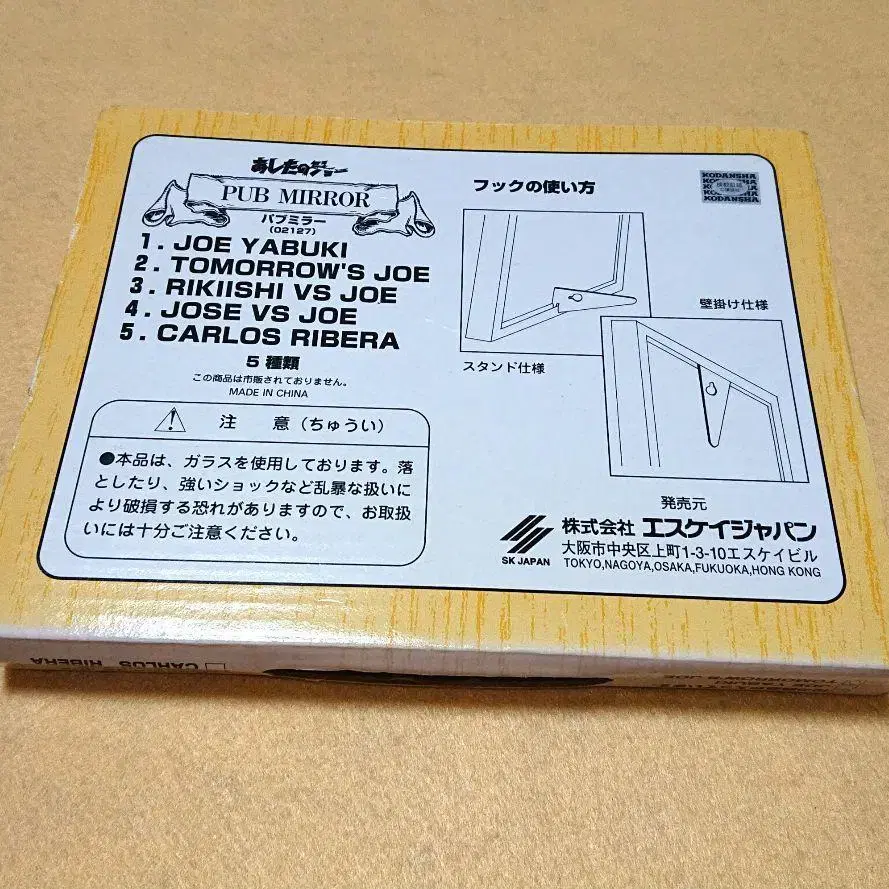 あしたのジョー
PUB MIRROR
パブミラー
(02127)
1. JOE YABUKI
2. TOMORROW'S JOE
3. RIKIISHI VS JOE
4. JOSE VS JOE
5. CARLOS RIBERA
5種類
この商品は市販されておりません。
MADE IN CHINA
注 意(ちゅうい)
●本品は、ガラスを使用しております。落
としたり、強いショックなど乱暴な扱いに
より破損する恐れがありますので、お取扱
いには十分ご注意ください。
フックの使い方
KODANSHA
KODANSHA
スタンド仕様
壁掛け仕様
発売元
SK JAPAN
株式会社 エスケイジャパン
大阪市中央区上町1-3-10エスケイビル
TOKYO,NAGOYA,OSAKA,FUKUOKA,HONG KONG
CARLOS RIBERA
TOMORROW'S JOE